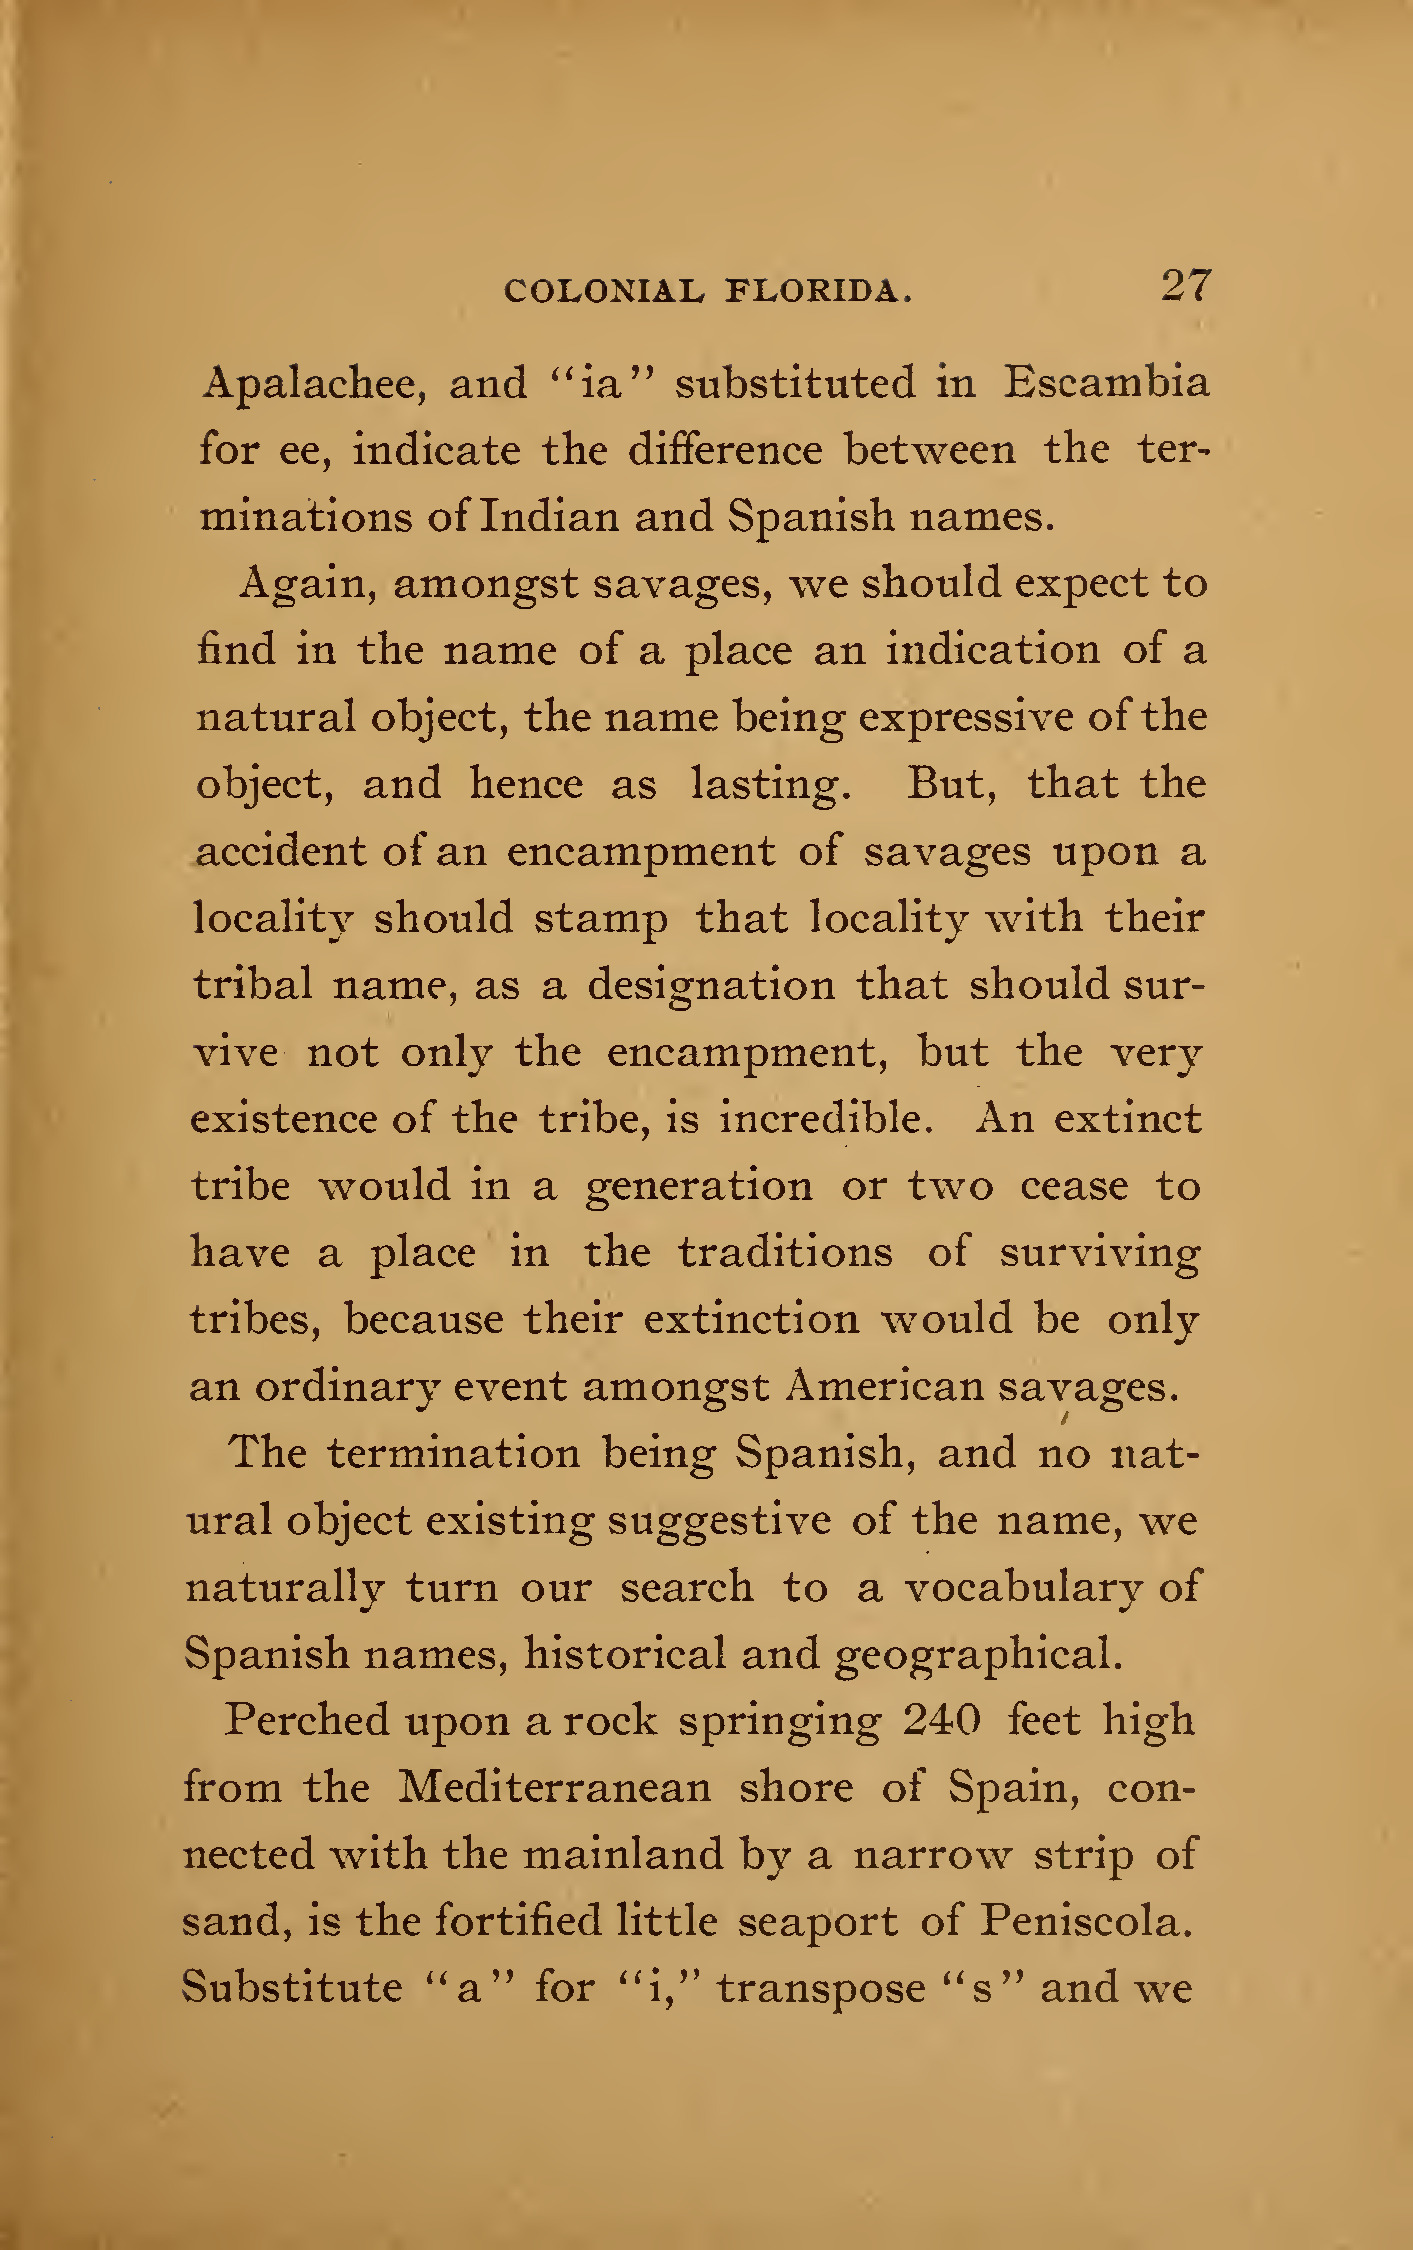 COLONIAL FLORIDA. 27
Apalachee, and "ia" substituted in Escambia
for ee, indicate the difference between the ter-
minations of Indian and Spanish names.
Again, amongst savages, we should expect to
find in the name of a place an indication of a
natural object, the name being expressive of the
object, and hence as lasting. But, that the
accident of an encampment of savages upon a
locality should stamp that locality with their
tribal name, as a designation that should sur-
vive not only the encampment, but the very
existence of the tribe, is incredible. An extinct
tribe would in a generation or two cease to
have a place in the traditions of surviving
tribes, because their extinction would be only
an ordinary event amongst American savages.
The termination being Spanish, and no nat-
ural object existing suggestive of the name, we
naturally turn our search to a vocabulary of
Spanish names, historical and geographical.
Perched upon a rock springing 240 feet high
from the Mediterranean shore of Spain, con-
nected with the mainland by a narrow strip of
sand, is the fortified little seaport of Peniscola.
Substitute "a" for "i," transpose "s" and we